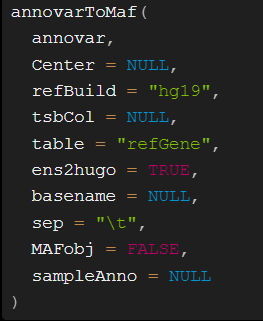 annovarToMaf(
  annovar,
  Center = NULL,
  refBuild = "hg19",
  tsbCol = NULL,
  table = "refGene",
  ens2hugo = TRUE,
  basename = NULL,
  sep = "\t",
  MAFobj = FALSE,
  sampleAnno = NULL
)